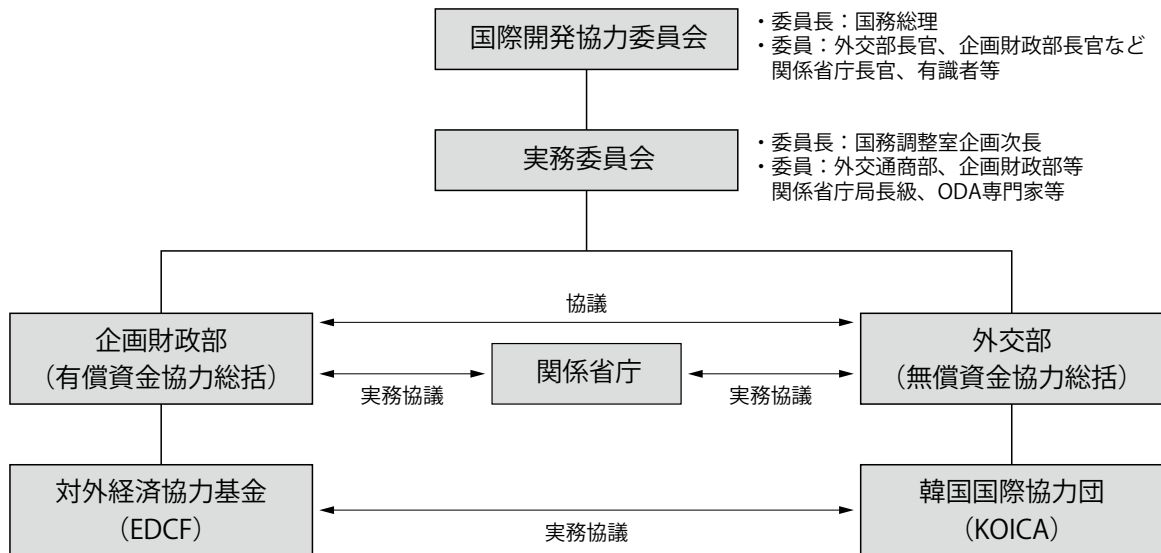 国際開発協力委員会
・委員長：国務総理
・委員：外交部長官、企画財政部長官など
関係省庁長官、有識者等
実務委員会
・委員長：国務調整室企画次長
・委員：外交通商部、企画財政部等
関係省庁局長級、ODA専門家等
協議
企画財政部
（有償資金協力総括）
関係省庁
外交部
（無償資金協力総括）
実務協議
実務協議
対外経済協力基金
（EDCF）
実務協議
韓国国際協力団
（KOICA）